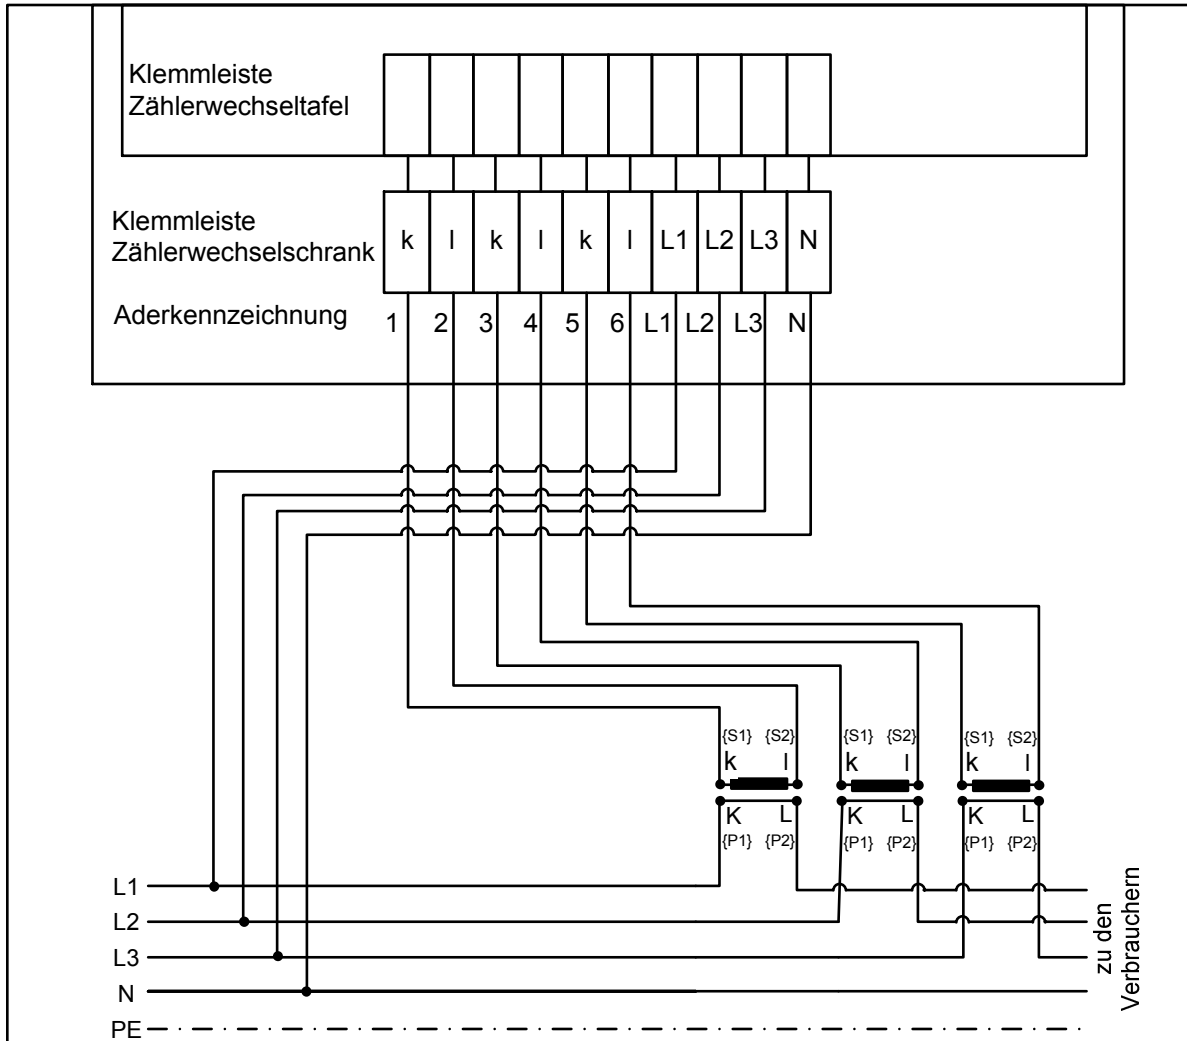 Klemmleiste
Zählerwechseltafel
Klemmleiste
Zählerwechselschrank
k l k l k l L1 L2 L3 N
Aderkennzeichnung
1 2 3 4 5 6 L1 L2 L3 N
{S1} {S2} {S1} {S2} {S1} {S2}
k l k l k l
K L K L K L
{P1} {P2} {P1} {P2} {P1} {P2}
L1
L2
L3
N
PE
zu den
Verbrauchern